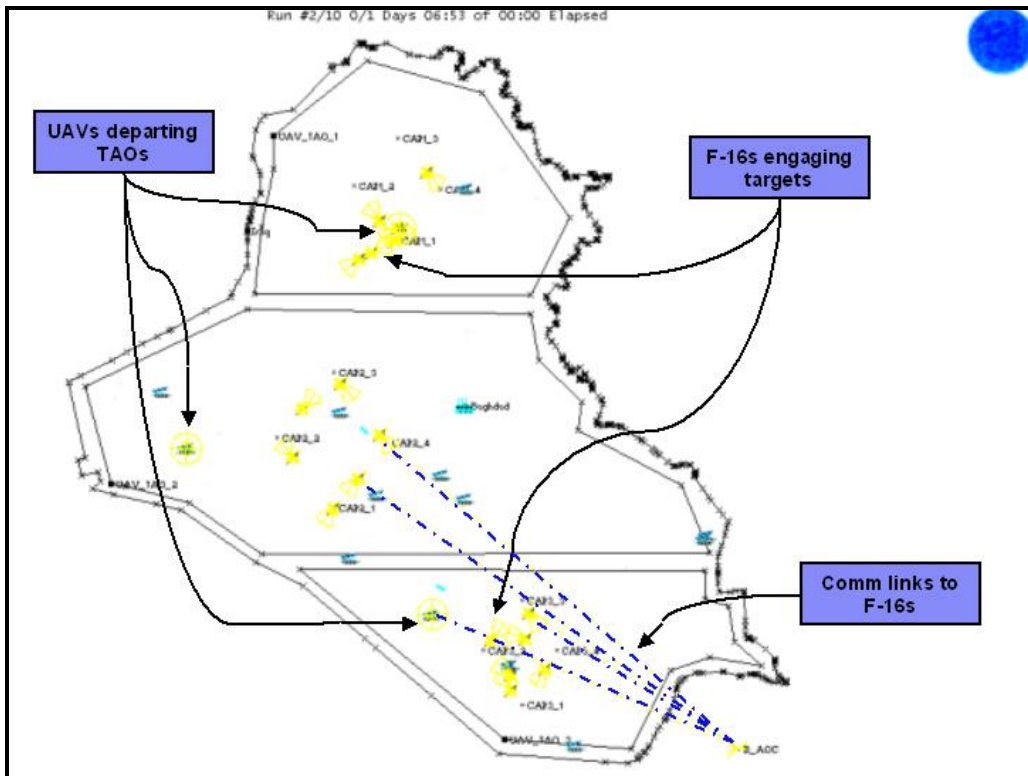 Run #2/10 0/1 Days 06:53 of 00:00 Elapsed
UAVs departing
TAOs
F-16s engaging
targets
UAV_TAO_1
CAP1_3
CAP1_2
CAP1_1
CAP2_3
Baghdad
CAP2_2
CAP2_4
UAV_TAO_2
CAP2_1
Comm links to
F-16s
CAP3_1
UAV_TAO_3